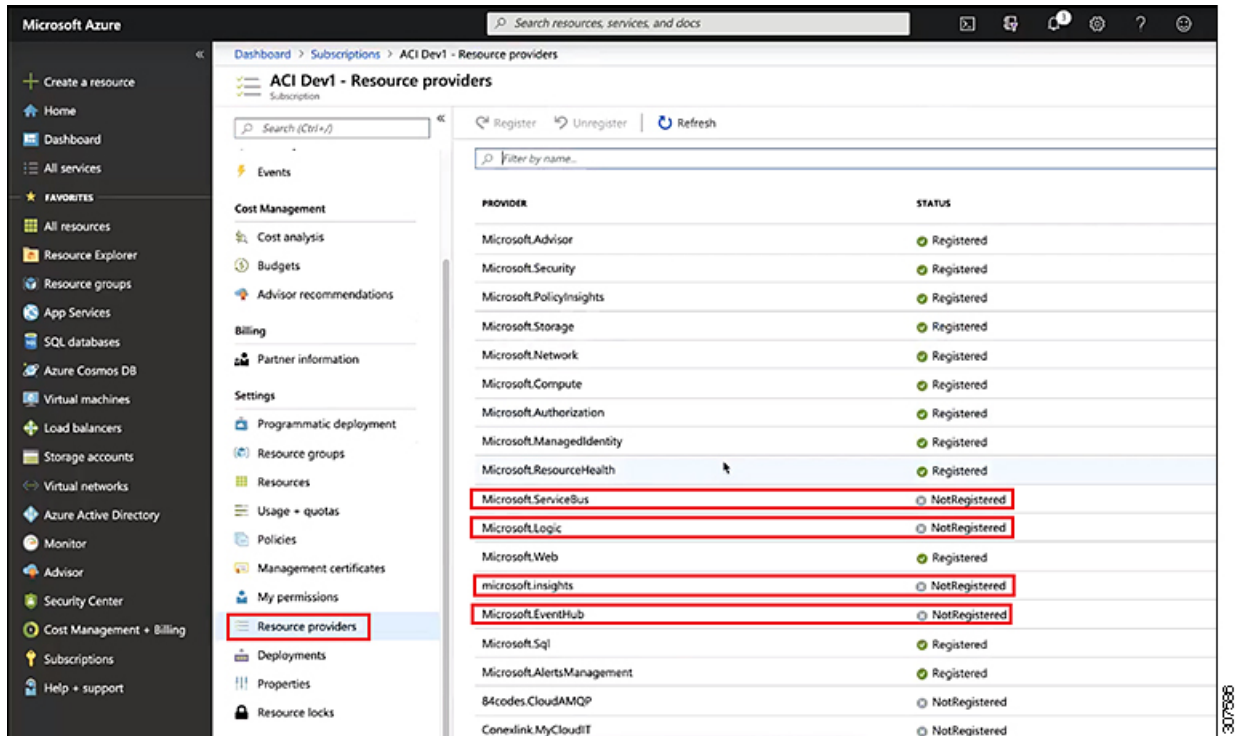 Microsoft Azure
Search resources, services, and docs
Dashboard > Subscriptions > ACI Dev1 - Resource providers
ACI Dev1 - Resource providers
Subscription
Create a resource
Home
Dashboard
All services
FAVORITES
All resources
Resource Explorer
Resource groups
App Services
SQL databases
Azure Cosmos DB
Virtual machines
Load balancers
Storage accounts
Virtual networks
Azure Active Directory
Monitor
Advisor
Security Center
Cost Management + Billing
Subscriptions
Help + support
Search (Ctrl+/)
Events
Cost Management
Cost analysis
Budgets
Advisor recommendations
Billing
Partner information
Settings
Programmatic deployment
Resource groups
Resources
Usage + quotas
Policies
Management certificates
My permissions
Resource providers
Deployments
Properties
Resource locks
Register Unregister Refresh
Filter by name...
PROVIDER STATUS
Microsoft.Advisor Registered
Microsoft.Security Registered
Microsoft.PolicyInsights Registered
Microsoft.Storage Registered
Microsoft.Network Registered
Microsoft.Compute Registered
Microsoft.Authorization Registered
Microsoft.ManagedIdentity Registered
Microsoft.ResourceHealth Registered
Microsoft.ServiceBus NotRegistered
Microsoft.Logic NotRegistered
Microsoft.Web Registered
microsoft.insights NotRegistered
Microsoft.EventHub NotRegistered
Microsoft.Sql Registered
Microsoft.AlertsManagement Registered
84codes.CloudAMQP NotRegistered
Conexlink.MyCloudIT NotRegistered
307586